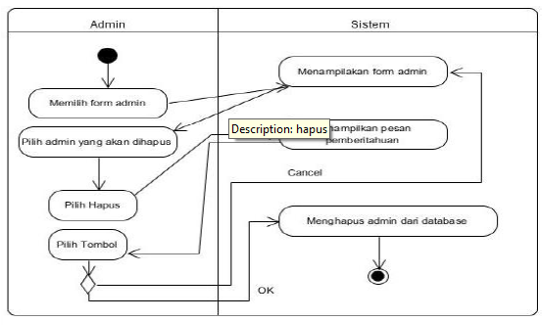 Admin
Sistem
Memilih form admin
Menampilakan form admin
Pilih admin yang akan dihapus
Description: hapus
ampilkan pesan
pemberitahuan
Cancel
Pilih Hapus
Menghapus admin dari database
Pilih Tombol
OK